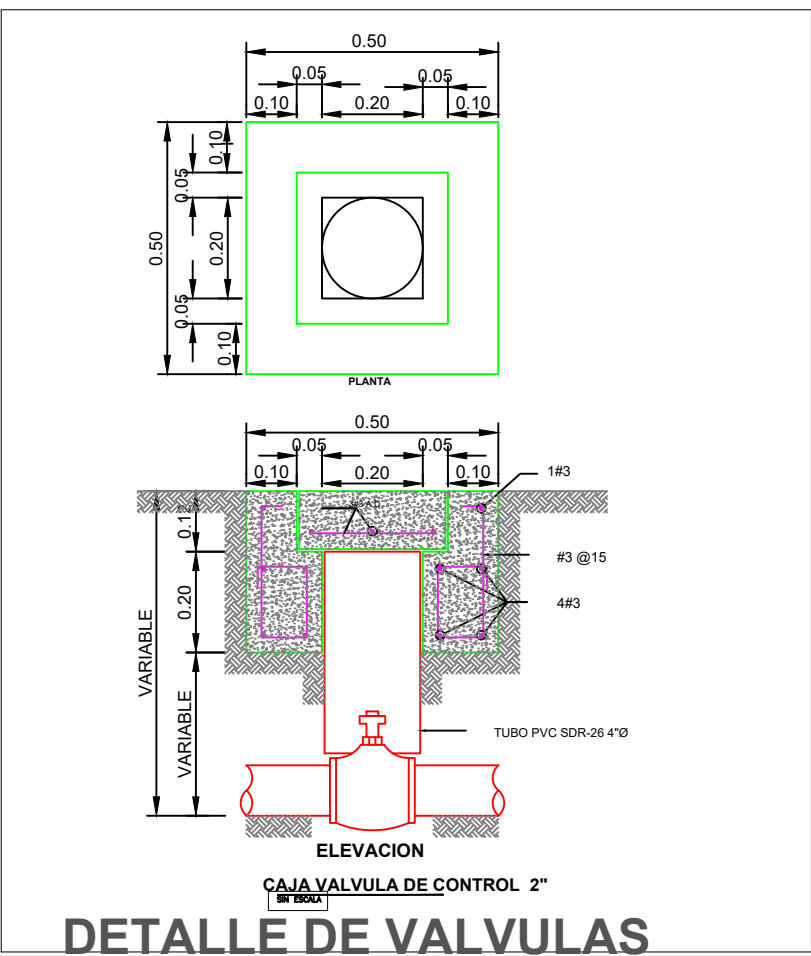 0.50
0.05 0.05
0.10 0.20 0.10
0.10
0.05
0.50
0.20
0.05
0.10
PLANTA
0.50
0.05 0.05
0.10 0.20 0.10
1#3
#3 @15
0.20
4#3
VARIABLE
VARIABLE
TUBO PVC SDR-26 4"Ø
ELEVACION
CAJA VALVULA DE CONTROL 2"
SIN ESCALA
DETALLE DE VALVULAS